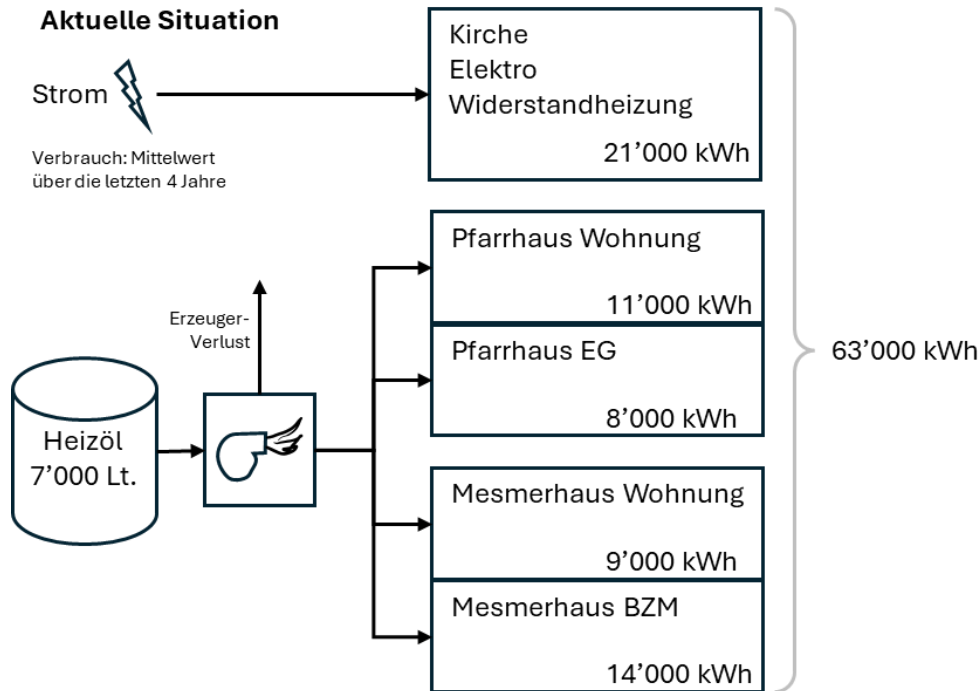 Aktuelle Situation
Strom
Verbrauch: Mittelwert
über die letzten 4 Jahre
Kirche
Elektro
Widerstandheizung
21’000 kWh
Pfarrhaus Wohnung
11’000 kWh
Pfarrhaus EG
8’000 kWh
Erzeuger-
Verlust
Heizöl
7’000 Lt.
Mesmerhaus Wohnung
9’000 kWh
Mesmerhaus BZM
14’000 kWh
63’000 kWh